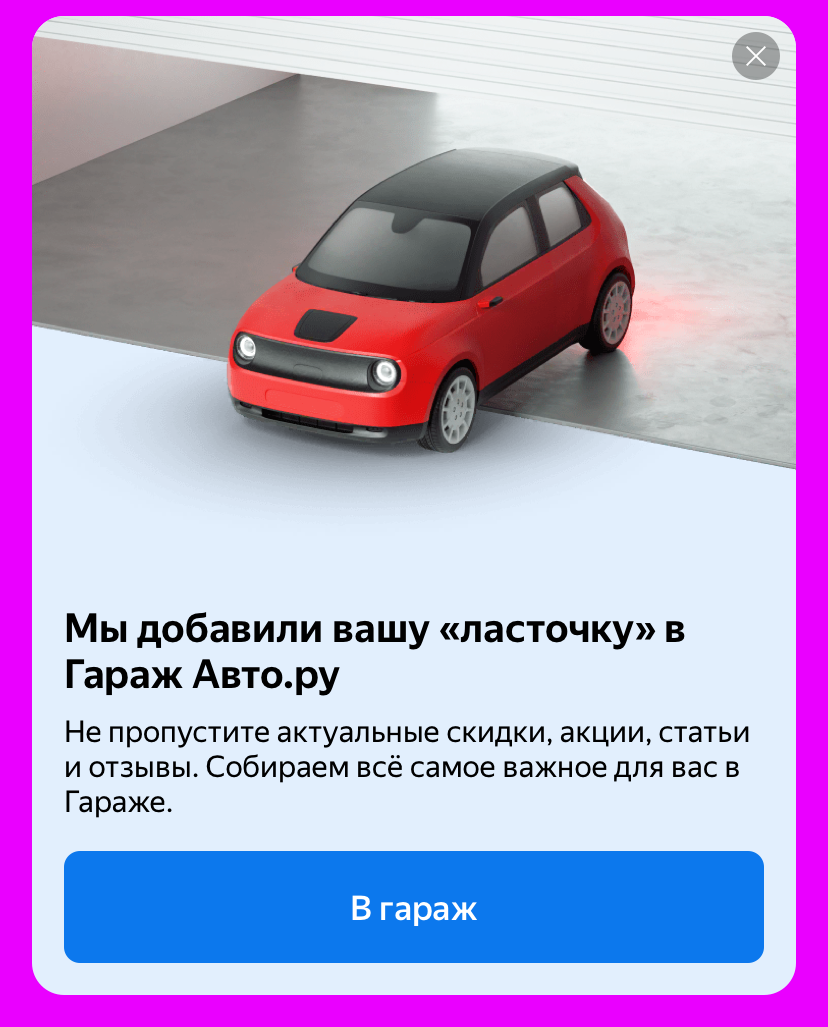 Мы добавили вашу «ласточку» в
Гараж Авто.ру
Не пропустите актуальные скидки, акции, статьи
и отзывы. Собираем всё самое важное для вас в
Гараже.
В гараж